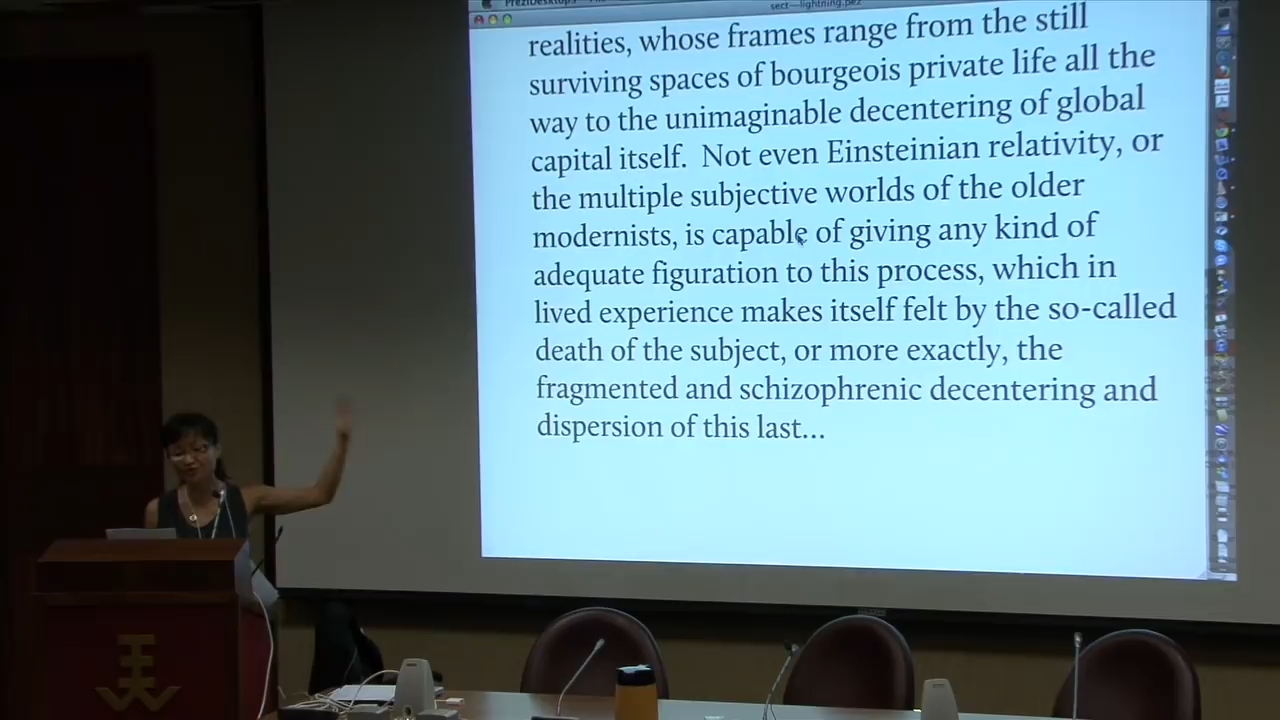 PreziDesktop3
sect—lightning.pez
realities, whose frames range from the still
surviving spaces of bourgeois private life all the
way to the unimaginable decentering of global
capital itself.  Not even Einsteinian relativity, or
the multiple subjective worlds of the older
modernists, is capable of giving any kind of
adequate figuration to this process, which in
lived experience makes itself felt by the so-called
death of the subject, or more exactly, the
fragmented and schizophrenic decentering and
dispersion of this last...